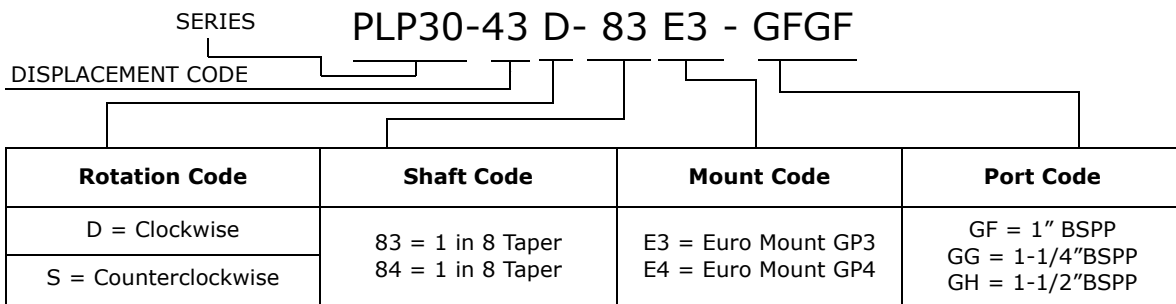 SERIES
PLP30-43 D- 83 E3 - GFGF
DISPLACEMENT CODE
Rotation Code
Shaft Code
Mount Code
Port Code
D = Clockwise
S = Counterclockwise
83 = 1 in 8 Taper
84 = 1 in 8 Taper
E3 = Euro Mount GP3
E4 = Euro Mount GP4
GF = 1” BSPP
GG = 1-1/4”BSPP
GH = 1-1/2”BSPP